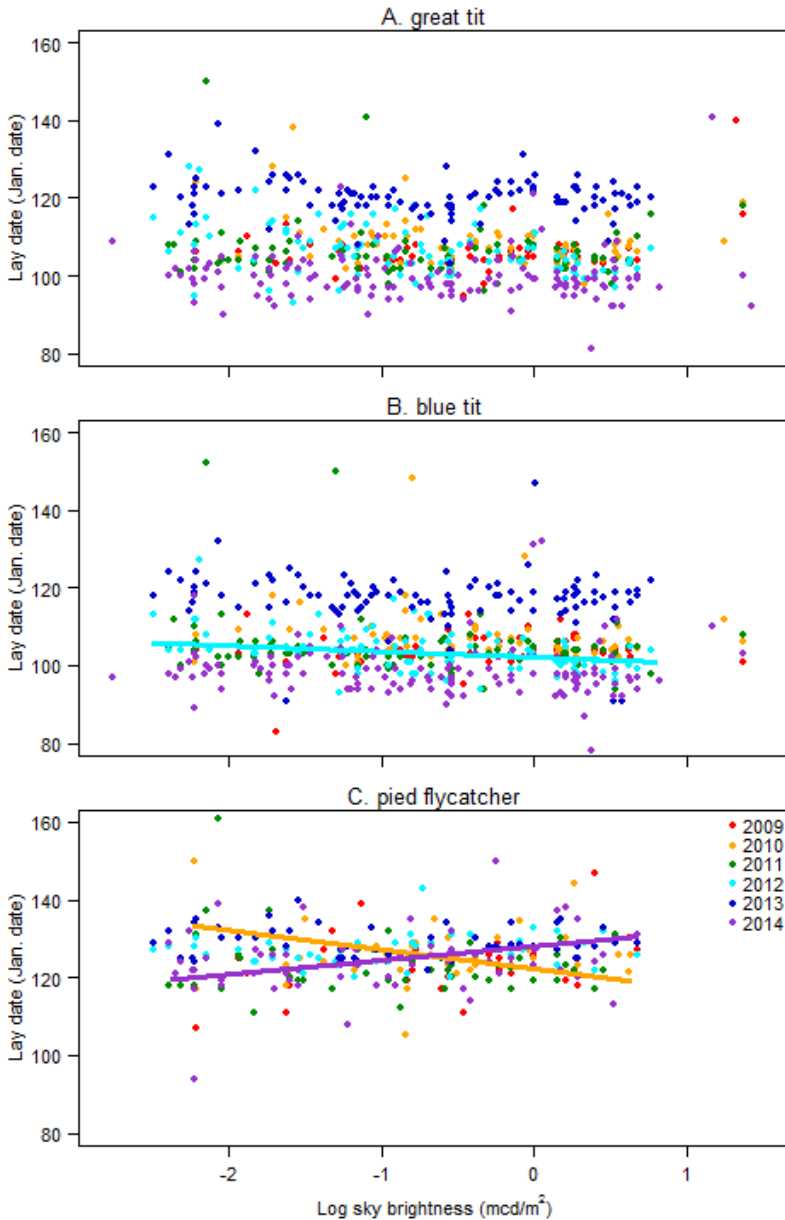 A. great tit
160
140
120
100
80
Lay date (Jan. date)
B. blue tit
160
140
120
100
80
Lay date (Jan. date)
C. pied flycatcher
160
140
120
100
80
Lay date (Jan. date)
2009
2010
2011
2012
2013
2014
-2 -1 0 1
Log sky brightness (mcd/m²)